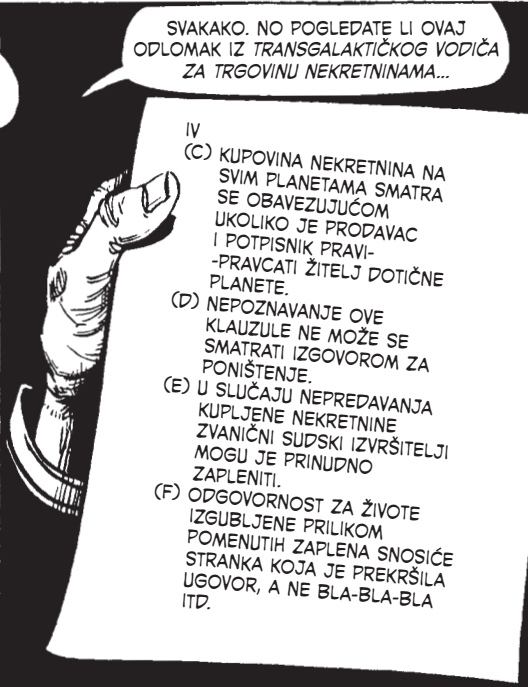 SVAKAKO. NO POGLEDATE LI OVAJ
ODLOMAK IZ TRANSGALAKTIČKOG VODIČA
ZA TRGOVINU NEKRETNINAMA...
IV
(C) KUPOVINA NEKRETNINA NA
SVIM PLANETAMA SMATRA
SE OBAVEZUJUĆOM
UKOLIKO JE PRODAVAC
I POTPISNIK PRAVI-
-PRAVCATI ŽITELJ DOTIČNE
PLANETE.
(D) NEPOZNAVANJE OVE
KLAUZULE NE MOŽE SE
SMATRATI IZGOVOROM ZA
PONIŠTENJE.
(E) U SLUČAJU NEPREDAVANJA
KUPLJENE NEKRETNINE
ZVANIČNI SUDSKI IZVRŠITELJI
MOGU JE PRINUDNO
ZAPLENITI.
(F) ODGOVORNOST ZA ŽIVOTE
IZGUBLJENE PRILIKOM
POMENUTIH ZAPLENA SNOSIĆE
STRANKA KOJA JE PREKRŠILA
UGOVOR, A NE BLA-BLA-BLA
ITD.